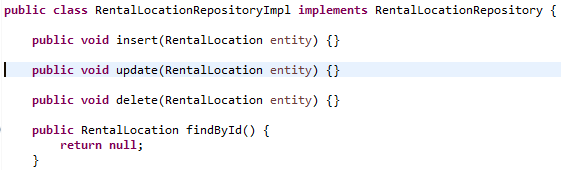 public class RentalLocationRepositoryImpl implements RentalLocationRepository {
public void insert(RentalLocation entity) {}
public void update(RentalLocation entity) {}
public void delete(RentalLocation entity) {}
public RentalLocation findById() {
return null;
}